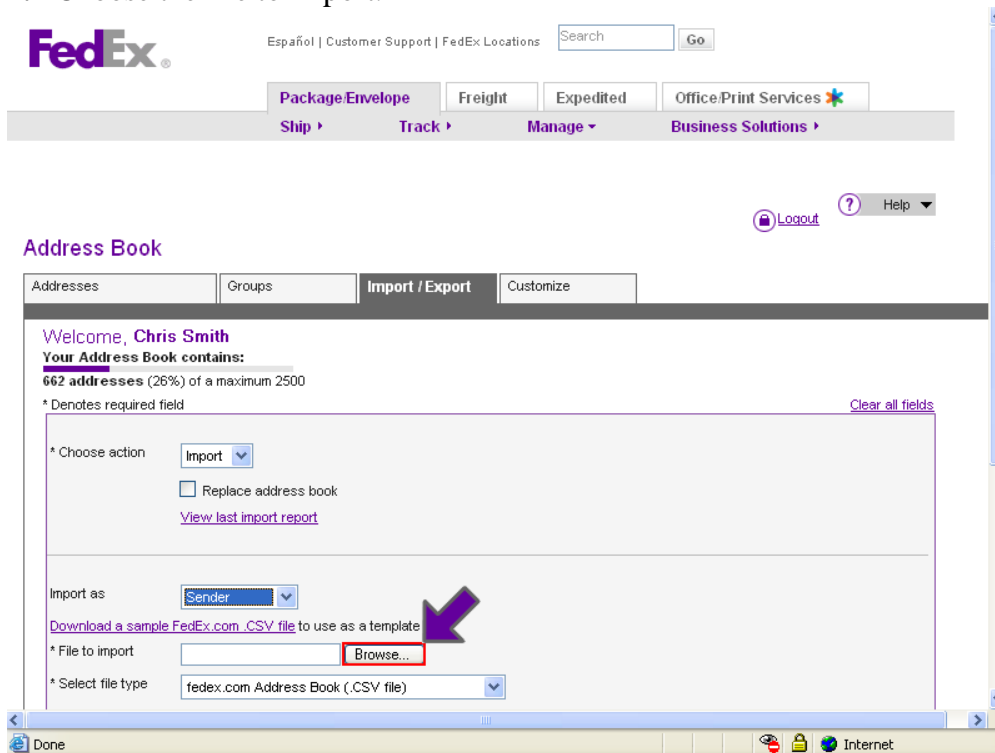 FedEx®
Español | Customer Support | FedEx Locations Search Go
Package/Envelope Freight Expedited Office/Print Services
Ship Track Manage Business Solutions
? Help
Logout
Address Book
Addresses Groups Import / Export Customize
Welcome, Chris Smith
Your Address Book contains:
662 addresses (26%) of a maximum 2500
* Denotes required field Clear all fields
* Choose action Import
Replace address book
View last import report
Import as Sender
Download a sample FedEx.com .CSV file to use as a template
* File to import Browse...
* Select file type fedex.com Address Book (.CSV file)
Done Internet